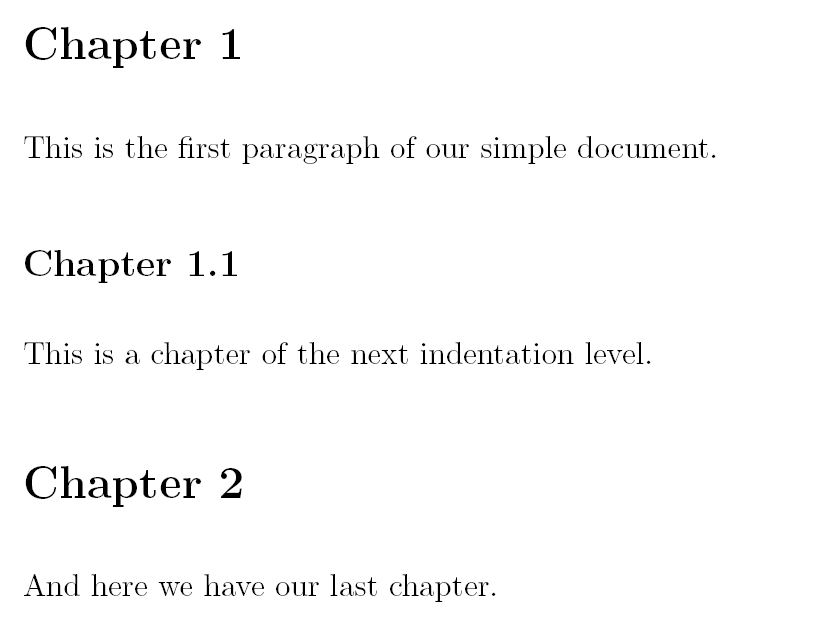 Chapter 1
This is the first paragraph of our simple document.
Chapter 1.1
This is a chapter of the next indentation level.
Chapter 2
And here we have our last chapter.